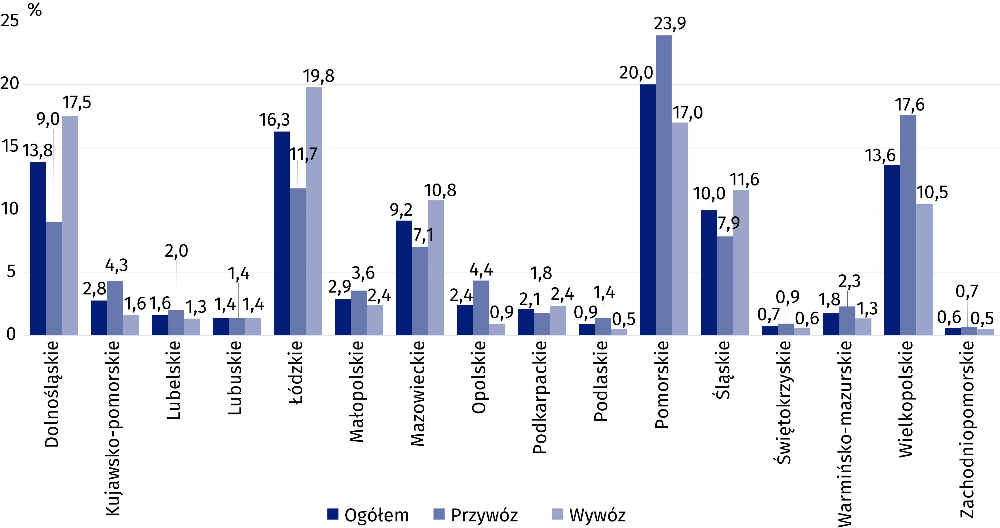 %
25
20
15
10
5
0
13,8
9,0
17,5
2,8
4,3
1,6
1,6
2,0
1,3
1,4
1,4
1,4
16,3
11,7
19,8
2,9
3,6
2,4
9,2
7,1
10,8
2,4
4,4
0,9
2,1
1,8
2,4
0,9
1,4
0,5
20,0
23,9
17,0
10,0
7,9
11,6
0,7
0,9
0,6
1,8
2,3
1,3
13,6
17,6
10,5
0,6
0,7
0,5
Dolnośląskie
Kujawsko-pomorskie
Lubelskie
Lubuskie
Łódzkie
Małopolskie
Mazowieckie
Opolskie
Podkarpackie
Podlaskie
Pomorskie
Śląskie
Świętokrzyskie
Warmińsko-mazurskie
Wielkopolskie
Zachodniopomorskie
Ogółem
Przywóz
Wywóz